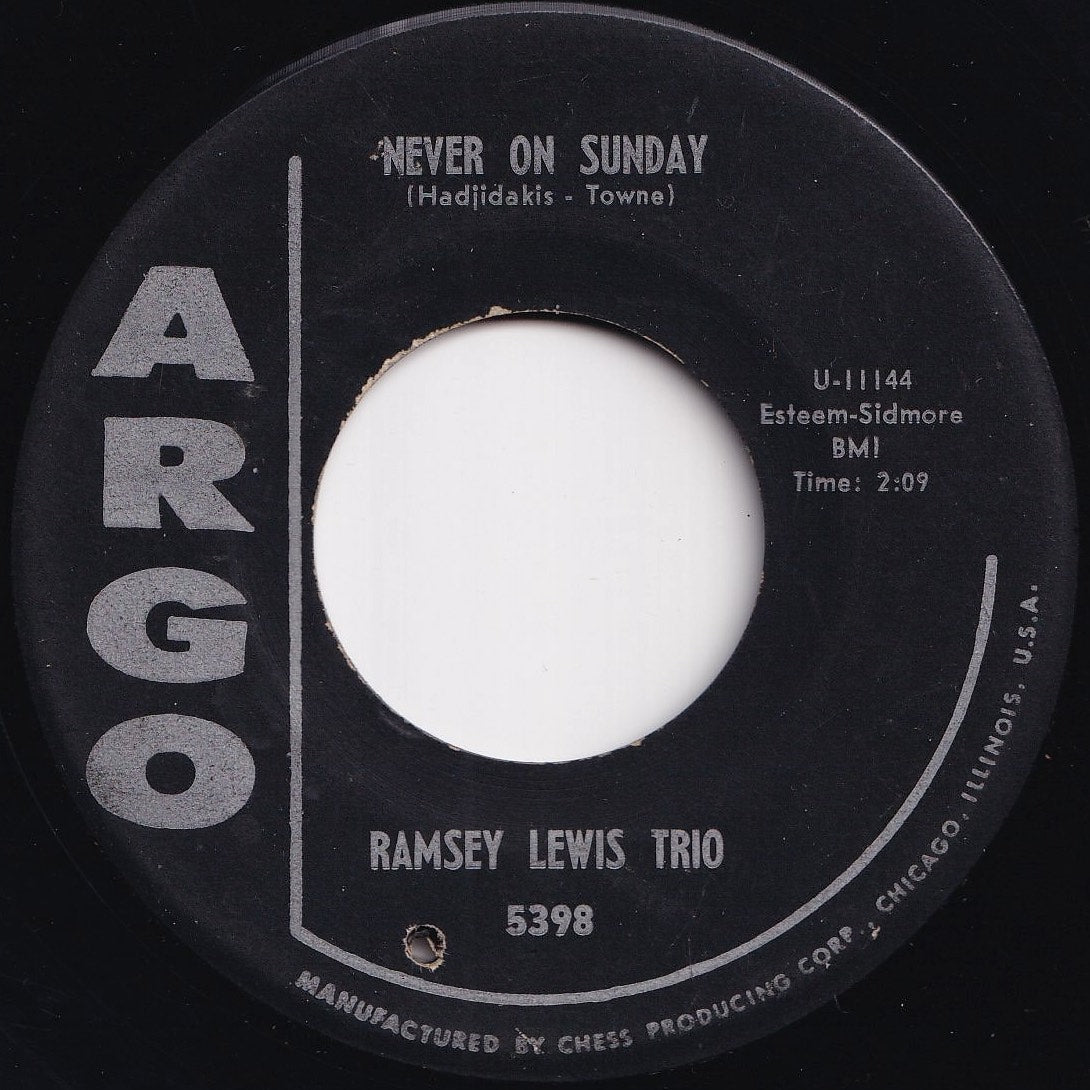 NEVER ON SUNDAY
(Hadjidakis - Towne)
ARGO
U-11144
Esteem-Sidmore
BMI
Time: 2:09
RAMSEY LEWIS TRIO
5398
MANUFACTURED BY CHESS PRODUCING CORP., CHICAGO, ILLINOIS, U.S.A.